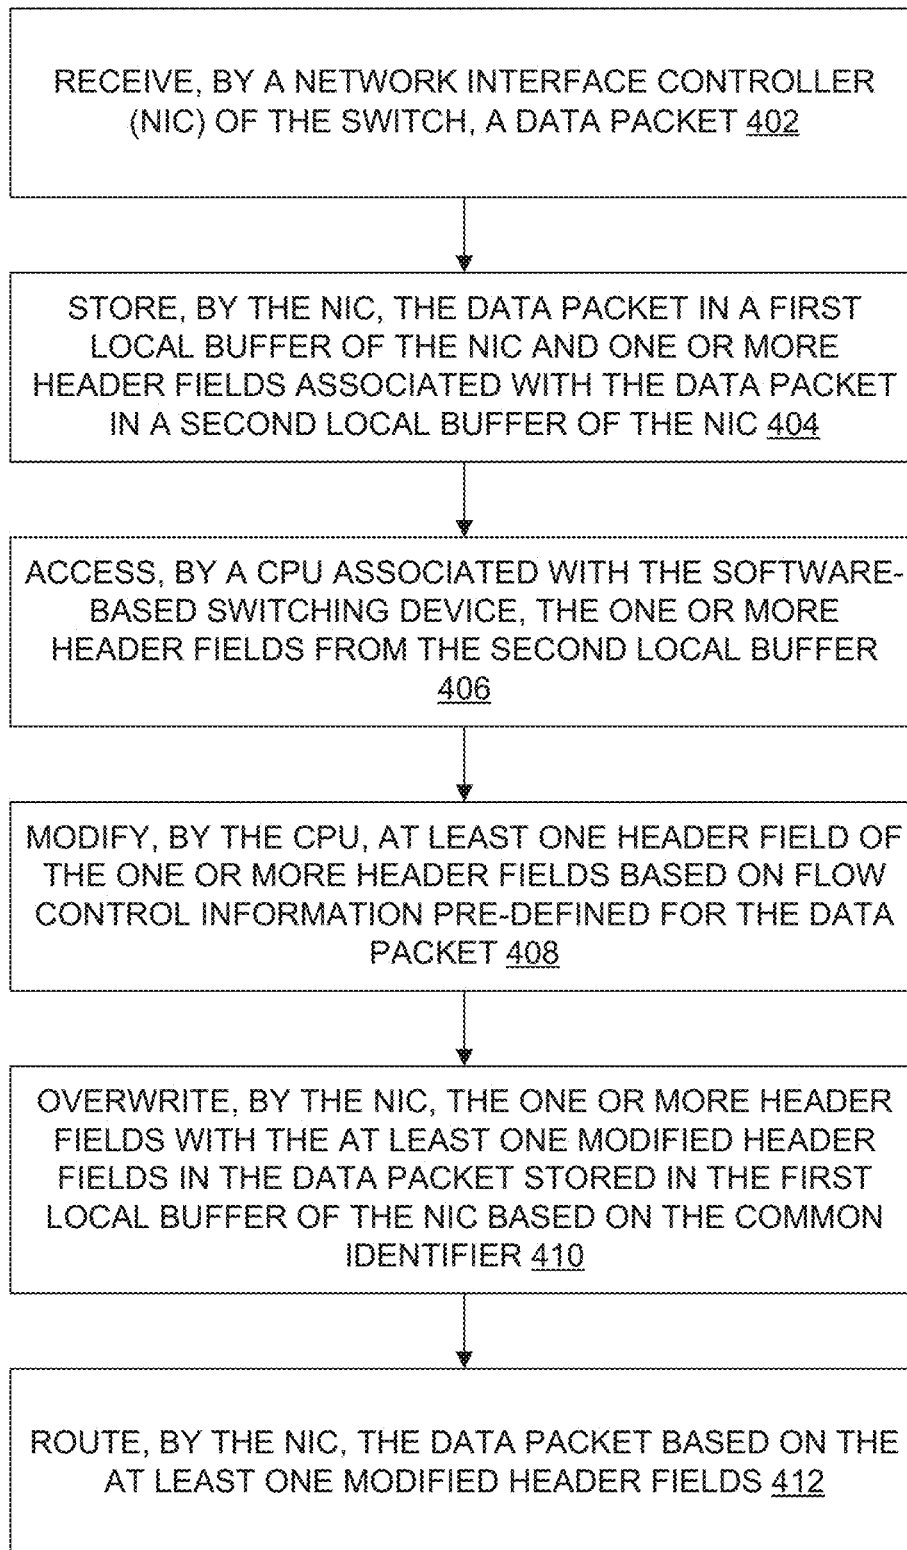 RECEIVE, BY A NETWORK INTERFACE CONTROLLER
(NIC) OF THE SWITCH, A DATA PACKET 402
STORE, BY THE NIC, THE DATA PACKET IN A FIRST
LOCAL BUFFER OF THE NIC AND ONE OR MORE
HEADER FIELDS ASSOCIATED WITH THE DATA PACKET
IN A SECOND LOCAL BUFFER OF THE NIC 404
ACCESS, BY A CPU ASSOCIATED WITH THE SOFTWARE-
BASED SWITCHING DEVICE, THE ONE OR MORE
HEADER FIELDS FROM THE SECOND LOCAL BUFFER
406
MODIFY, BY THE CPU, AT LEAST ONE HEADER FIELD OF
THE ONE OR MORE HEADER FIELDS BASED ON FLOW
CONTROL INFORMATION PRE-DEFINED FOR THE DATA
PACKET 408
OVERWRITE, BY THE NIC, THE ONE OR MORE HEADER
FIELDS WITH THE AT LEAST ONE MODIFIED HEADER
FIELDS IN THE DATA PACKET STORED IN THE FIRST
LOCAL BUFFER OF THE NIC BASED ON THE COMMON
IDENTIFIER 410
ROUTE, BY THE NIC, THE DATA PACKET BASED ON THE
AT LEAST ONE MODIFIED HEADER FIELDS 412